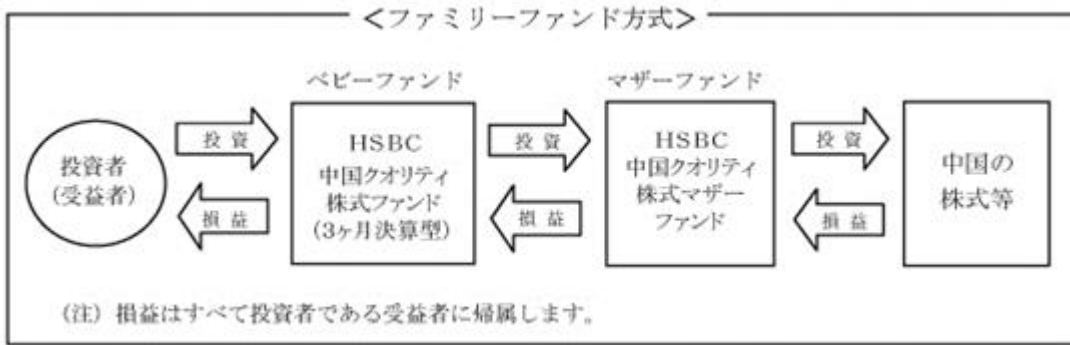 <ファミリーファンド方式>
ベビーファンド
マザーファンド
投資者
(受益者)
投資
損益
HSBC
中国クオリティ
株式ファンド
(3ヶ月決算型)
投資
損益
HSBC
中国クオリティ
株式マザー
ファンド
投資
損益
中国の
株式等
(注) 損益はすべて投資者である受益者に帰属します。